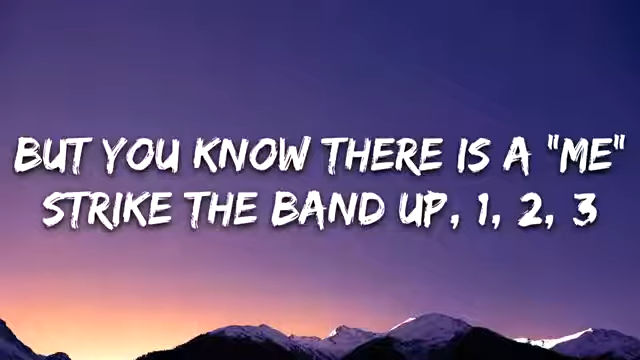 BUT YOU KNOW THERE IS A "ME"
STRIKE THE BAND UP, 1, 2, 3